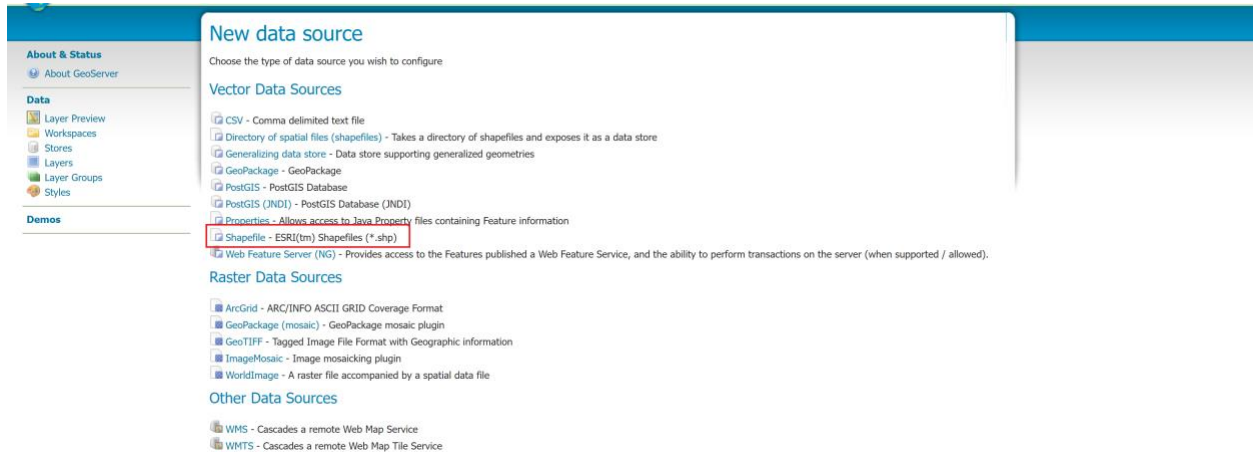 New data source
Choose the type of data source you wish to configure
About & Status
About GeoServer
Data
Layer Preview
Workspaces
Stores
Layers
Layer Groups
Styles
Demos
Vector Data Sources
CSV - Comma delimited text file
Directory of spatial files (shapefiles) - Takes a directory of shapefiles and exposes it as a data store
Generalizing data store - Data store supporting generalized geometries
GeoPackage - GeoPackage
PostGIS - PostGIS Database
PostGIS (JNDI) - PostGIS Database (JNDI)
Properties - Allows access to Java Property files containing Feature information
Shapefile - ESRI(tm) Shapefiles (*.shp)
Web Feature Server (NG) - Provides access to the Features published a Web Feature Service, and the ability to perform transactions on the server (when supported / allowed).
Raster Data Sources
ArcGrid - ARC/INFO ASCII GRID Coverage Format
GeoPackage (mosaic) - GeoPackage mosaic plugin
GeoTIFF - Tagged Image File Format with Geographic information
ImageMosaic - Image mosaicking plugin
WorldImage - A raster file accompanied by a spatial data file
Other Data Sources
WMS - Cascades a remote Web Map Service
WMTS - Cascades a remote Web Map Tile Service